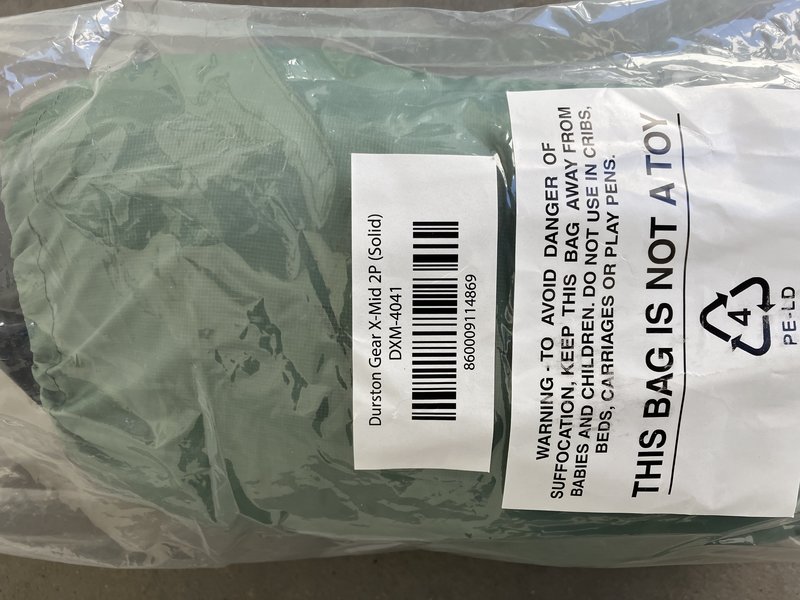 Durston Gear X-Mid 2P (Solid)
DXM-4041
860009114869
WARNING - TO AVOID DANGER OF
SUFFOCATION, KEEP THIS BAG AWAY FROM
BABIES AND CHILDREN. DO NOT USE IN CRIBS,
BEDS, CARRIAGES OR PLAY PENS.
THIS BAG IS NOT A TOY
4
PE-LD